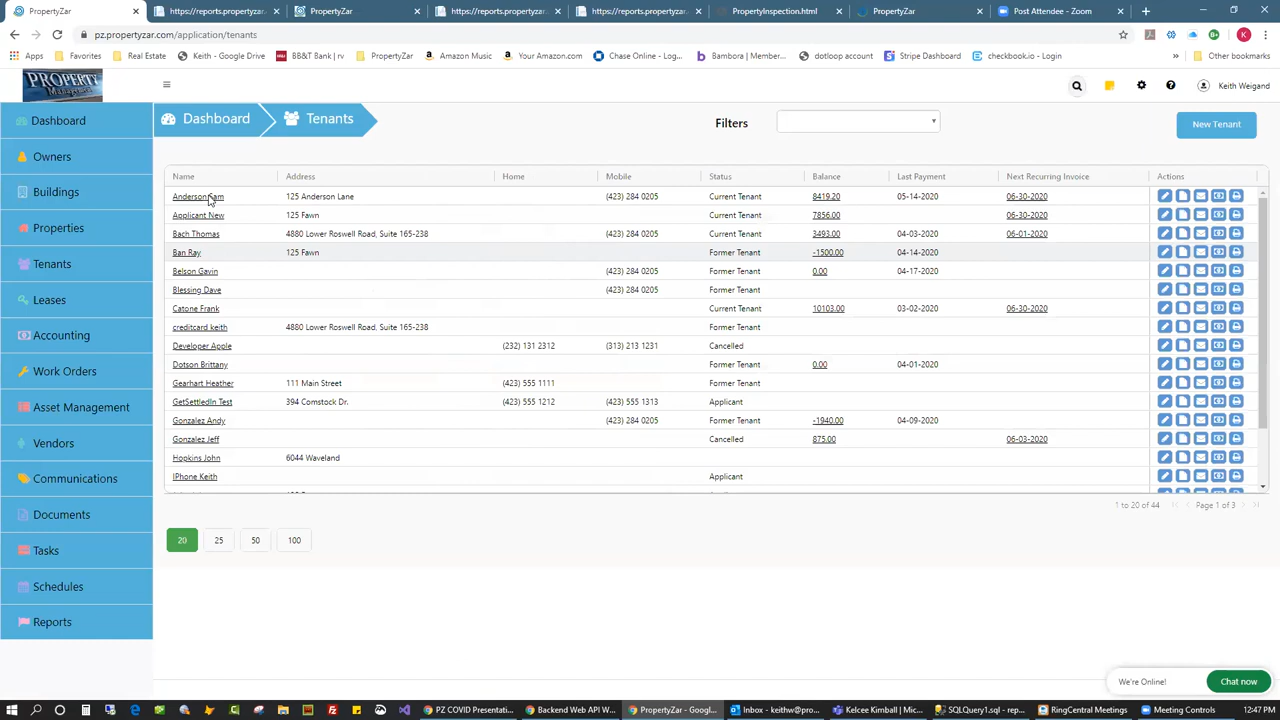 PropertyZar
https://reports.propertyzar
PropertyZar
https://reports.propertyzar.
https://reports.propertyzar.
PropertyInspection.html
PropertyZar
Post Attendee - Zoom
pz.propertyzar.com/application/tenants
Apps
Favorites
Real Estate
Keith - Google Drive
BB&T Bank | rv
PropertyZar
Amazon Music
Your Amazon.com
Chase Online - Log...
Bambora | Member...
dotloop account
Stripe Dashboard
checkbook.io - Login
Other bookmarks
PROPERTY
Management
Keith Weigand
Dashboard
Owners
Buildings
Properties
Tenants
Leases
Accounting
Work Orders
Asset Management
Vendors
Communications
Documents
Tasks
Schedules
Reports
Dashboard Tenants
Filters
New Tenant
Name Address Home Mobile Status Balance Last Payment Next Recurring Invoice Actions
Anderson Sam 125 Anderson Lane (423) 284 0205 Current Tenant 8419.20 05-14-2020 06-30-2020
Applicant New 125 Fawn Current Tenant 7856.00 06-30-2020
Bach Thomas 4880 Lower Roswell Road, Suite 165-238 (423) 284 0205 Current Tenant 3493.00 04-03-2020 06-01-2020
Ban Ray 125 Fawn Former Tenant -1500.00 04-14-2020
Belson Gavin (423) 284 0205 Former Tenant 0.00 04-17-2020
Blessing Dave (423) 284 0205 Former Tenant
Catone Frank Current Tenant 10103.00 03-02-2020 06-30-2020
creditcard keith 4880 Lower Roswell Road, Suite 165-238 Former Tenant
Developer Apple (232) 131 2312 (313) 213 1231 Cancelled
Dotson Brittany Former Tenant 0.00 04-01-2020
Gearhart Heather 111 Main Street (423) 555 1111 Former Tenant
GetSettledIn Test 394 Comstock Dr. (423) 555 1212 (423) 555 1313 Applicant
Gonzalez Andy (423) 284 0205 Former Tenant -1940.00 04-09-2020
Gonzalez Jeff Cancelled 875.00 06-03-2020
Hopkins John 6044 Waveland
IPhone Keith Applicant
1 to 20 of 44 Page 1 of 3
20 25 50 100
We're Online! Chat now
PZ COVID Presentati...
Backend Web API W...
PropertyZar - Googl...
Inbox - keithw@pro...
Kelcee Kimball | Mic...
SQLQuery1.sql - rep...
RingCentral Meetings
Meeting Controls
12:47 PM